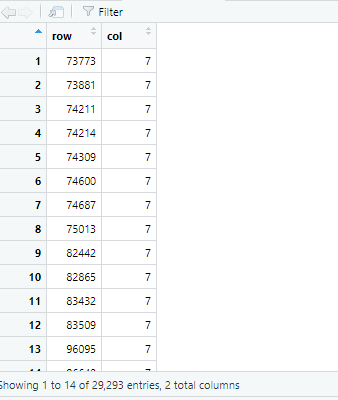 Filter
row col
1 73773 7
2 73881 7
3 74211 7
4 74214 7
5 74309 7
6 74600 7
7 74687 7
8 75013 7
9 82442 7
10 82865 7
11 83432 7
12 83509 7
13 96095 7
Showing 1 to 14 of 29,293 entries, 2 total columns